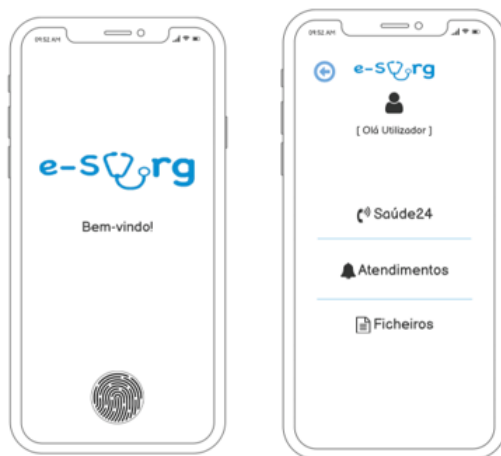 09:52 AM
e-surg
Bem-vindo!
09:52 AM
e-surg
[ Olá Utilizador ]
Saúde24
Atendimentos
Ficheiros